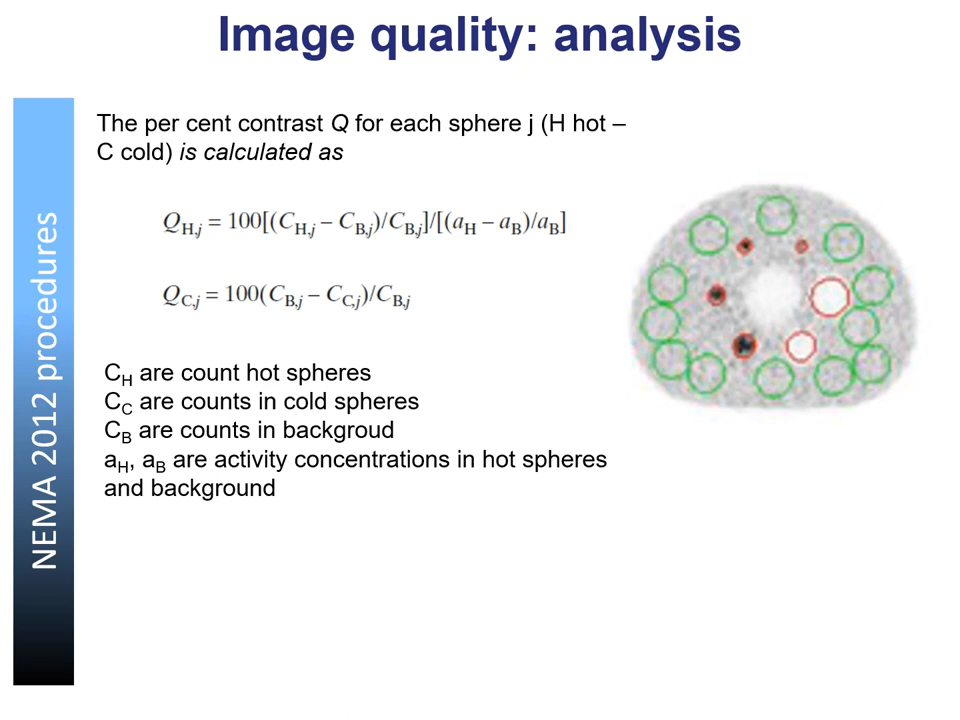 Image quality: analysis
NEMA 2012 procedures
The per cent contrast Q for each sphere j (H hot –
C cold) is calculated as
Q_H,j = 100[(C_H,j – C_B,j)/C_B,j]/[(a_H – a_B)/a_B]
Q_C,j = 100(C_B,j – C_C,j)/C_B,j
C_H are count hot spheres
C_C are counts in cold spheres
C_B are counts in backgroud
a_H, a_B are activity concentrations in hot spheres
and background